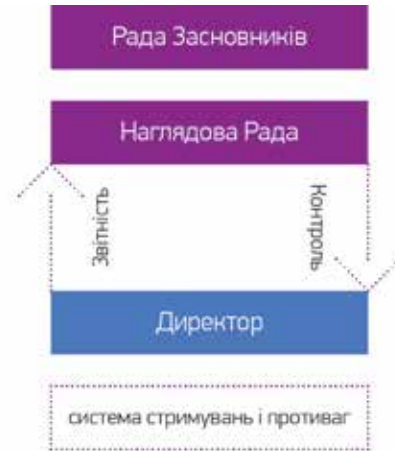 Рада Засновників
Наглядова Рада
Звітність
Контроль
Директор
система стримувань і противаг